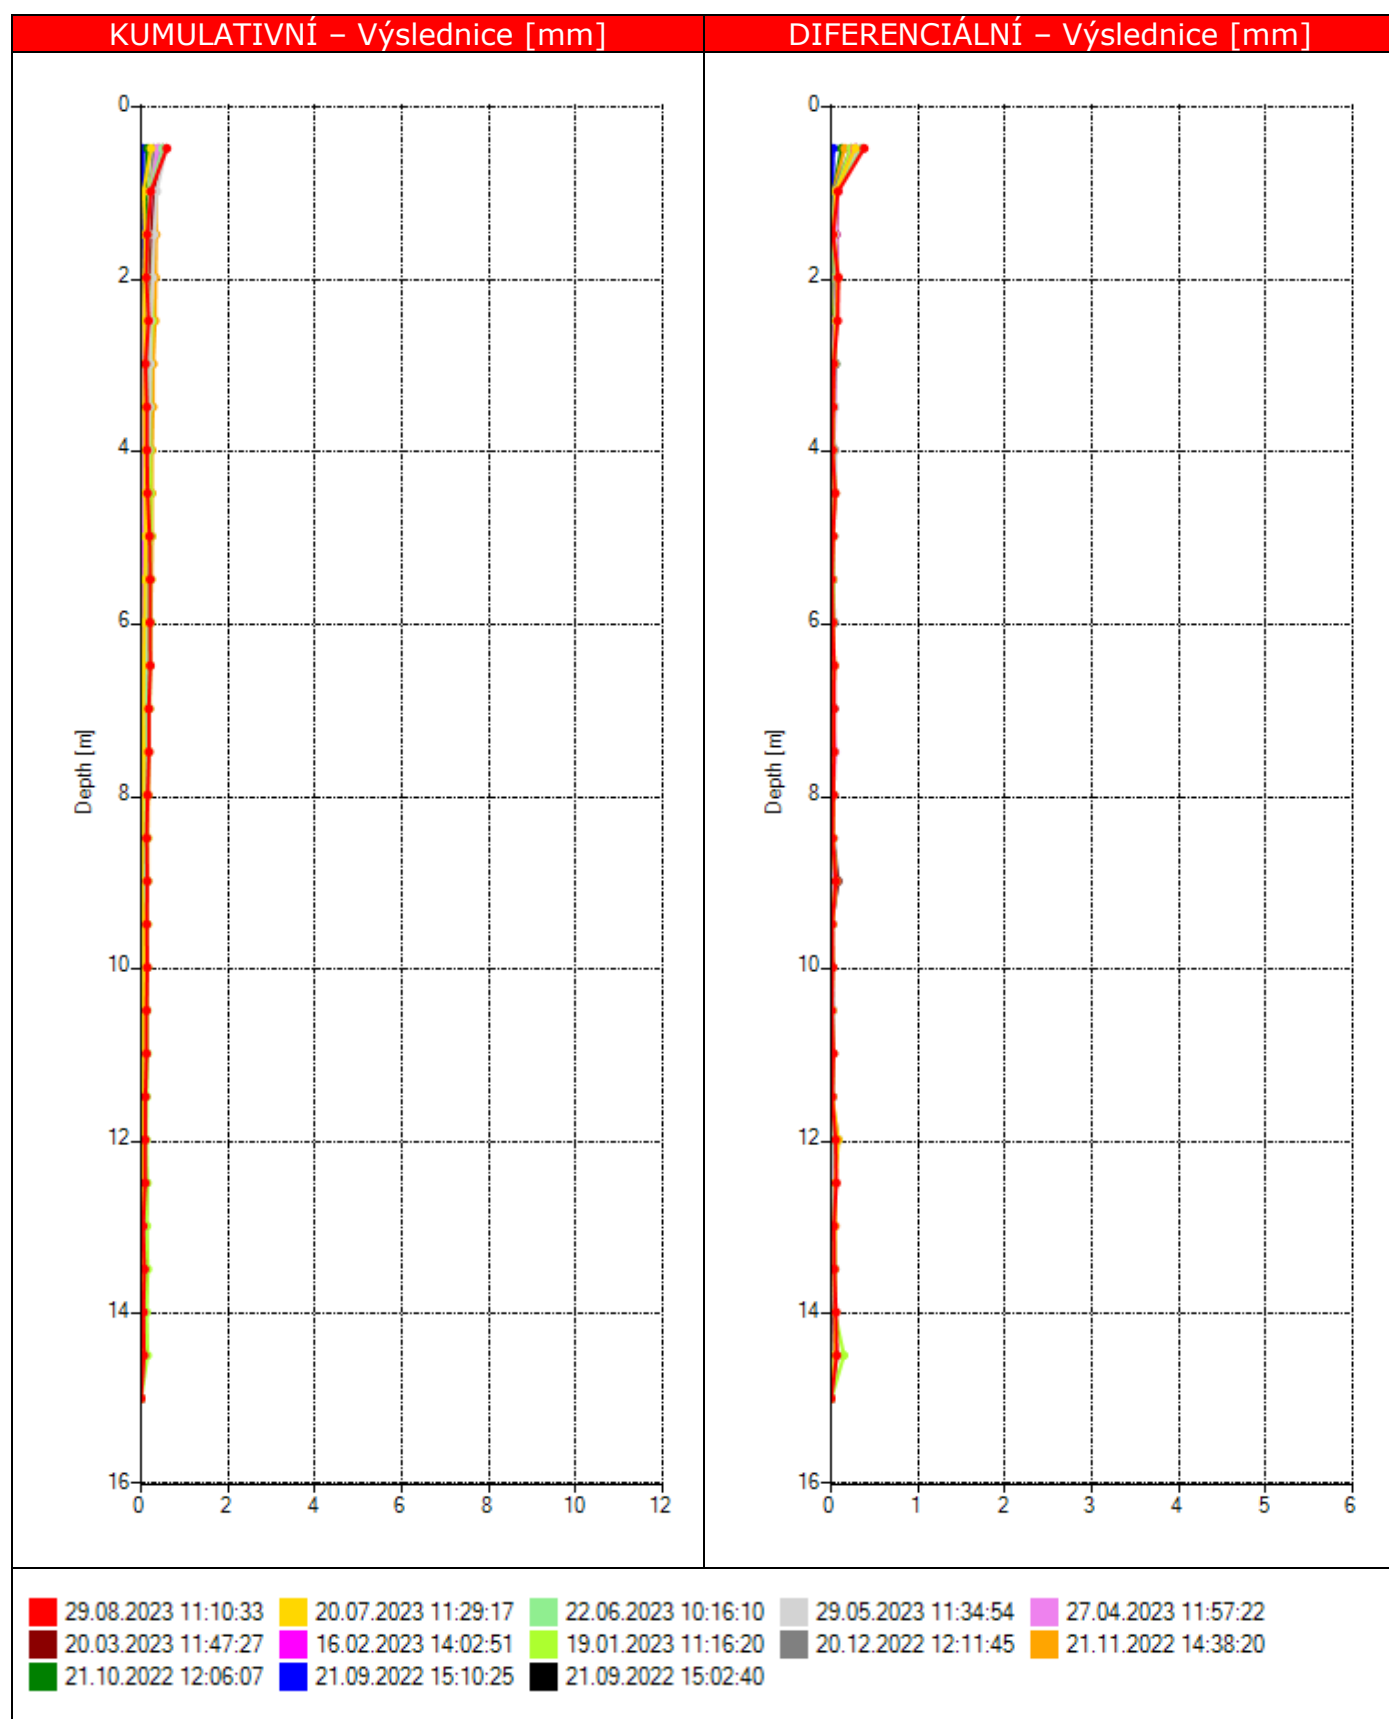 KUMULATIVNÍ – Výslednice [mm]
DIFERENCIÁLNÍ – Výslednice [mm]
0
2
4
6
8
10
12
14
16
Depth [m]
0 2 4 6 8 10 12
0
2
4
6
8
10
12
14
16
Depth [m]
0 1 2 3 4 5 6
29.08.2023 11:10:33 20.07.2023 11:29:17 22.06.2023 10:16:10 29.05.2023 11:34:54 27.04.2023 11:57:22
20.03.2023 11:47:27 16.02.2023 14:02:51 19.01.2023 11:16:20 20.12.2022 12:11:45 21.11.2022 14:38:20
21.10.2022 12:06:07 21.09.2022 15:10:25 21.09.2022 15:02:40